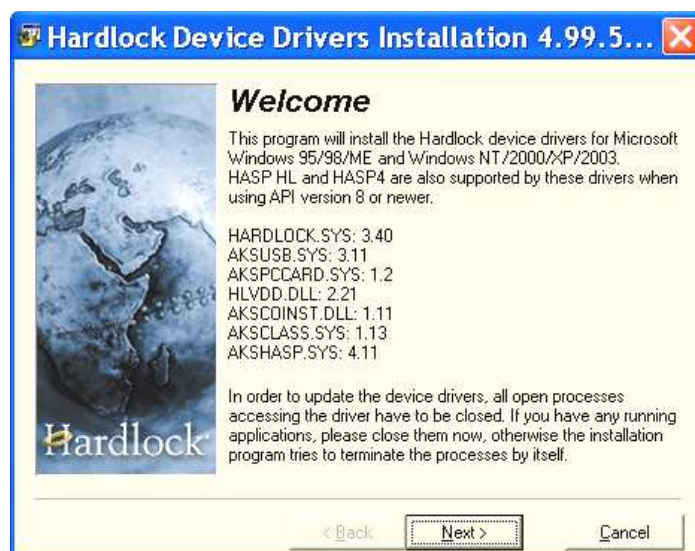 Hardlock Device Drivers Installation 4.99.5...
Welcome
This program will install the Hardlock device drivers for Microsoft
Windows 95/98/ME and Windows NT/2000/XP/2003.
HASP HL and HASP4 are also supported by these drivers when
using API version 8 or newer.
HARDLOCK.SYS: 3.40
AKSUSB.SYS: 3.11
AKSPCCARD.SYS: 1.2
HLVDD.DLL: 2.21
AKSCOINST.DLL: 1.11
AKSCLASS.SYS: 1.13
AKSHASP.SYS: 4.11
In order to update the device drivers, all open processes
accessing the driver have to be closed. If you have any running
applications, please close them now, otherwise the installation
program tries to terminate the processes by itself.
Hardlock
< Back Next > Cancel